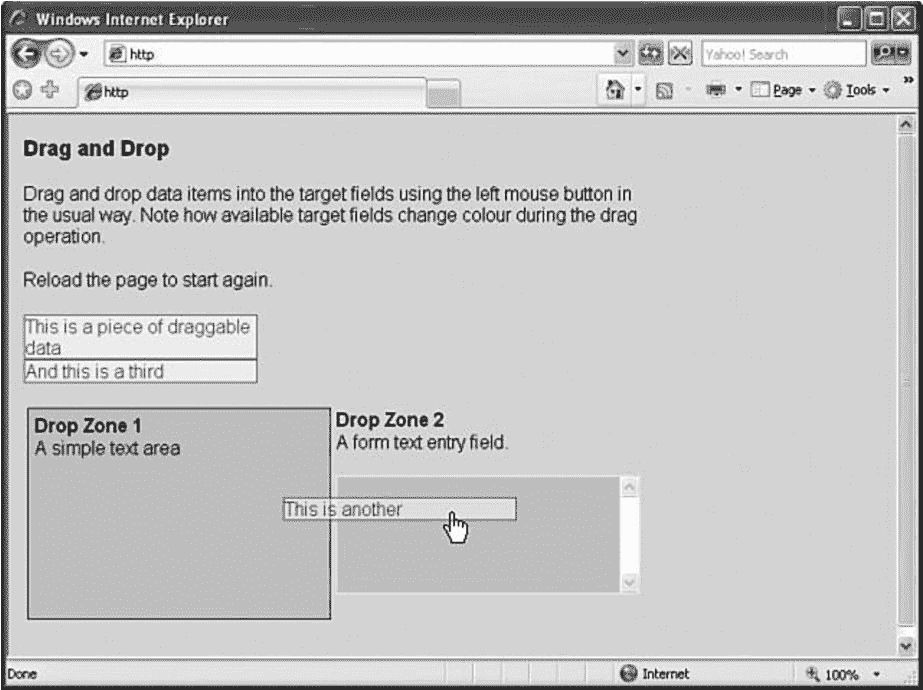 Windows Internet Explorer
http
Yahoo! Search
http
Page
Tools
Drag and Drop
Drag and drop data items into the target fields using the left mouse button in
the usual way. Note how available target fields change colour during the drag
operation.
Reload the page to start again.
This is a piece of draggable
data
And this is a third
Drop Zone 1
A simple text area
Drop Zone 2
A form text entry field.
This is another
Done
Internet
100%